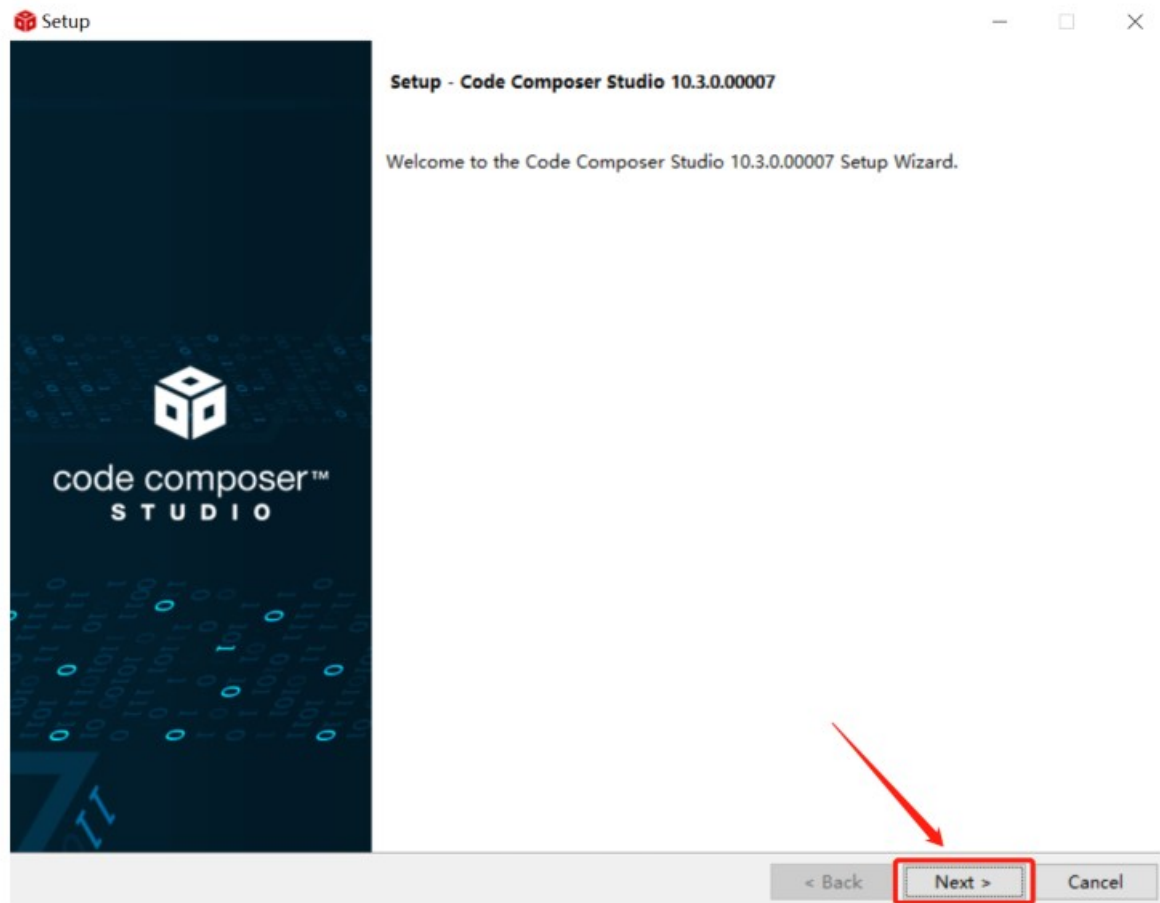 Setup
Setup - Code Composer Studio 10.3.0.00007
Welcome to the Code Composer Studio 10.3.0.00007 Setup Wizard.
code composer™
STUDIO
< Back
Next >
Cancel